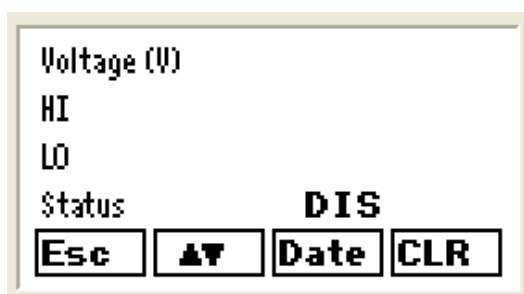 Voltage (V)
HI
LO
Status DIS
Esc ▲▼ Date CLR